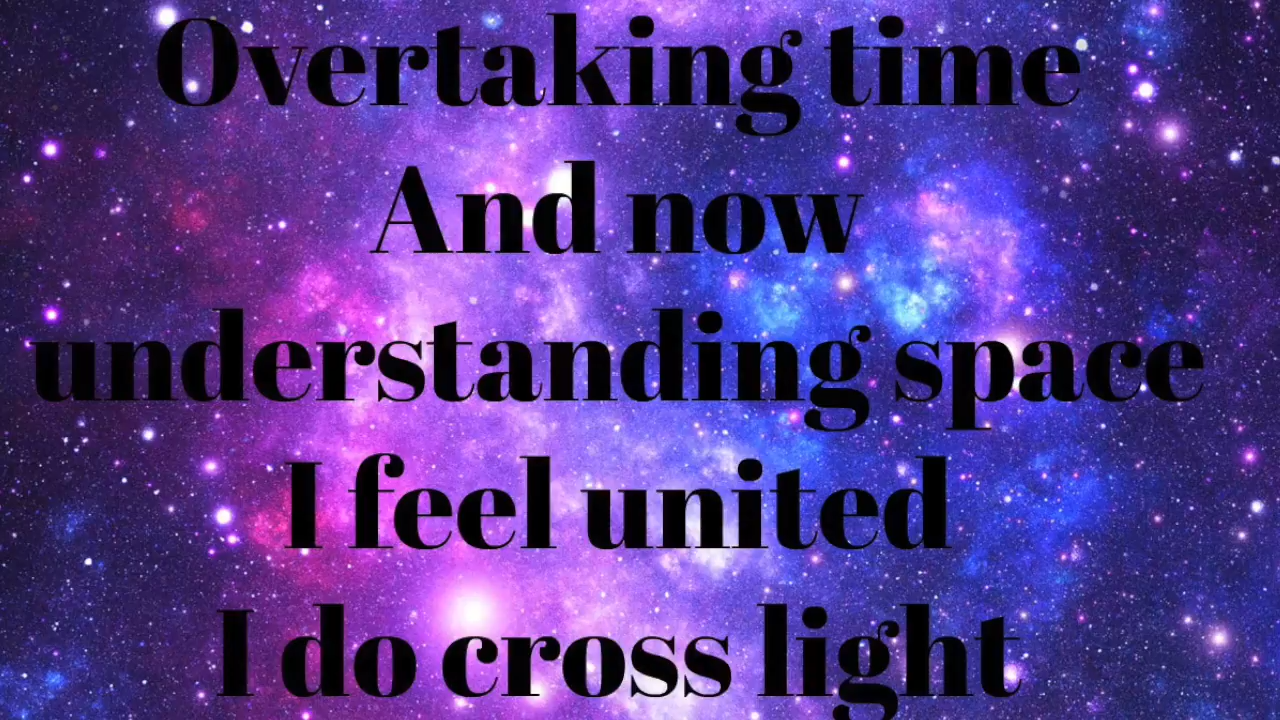 Overtaking time
And now
understanding space
I feel united
I do cross light